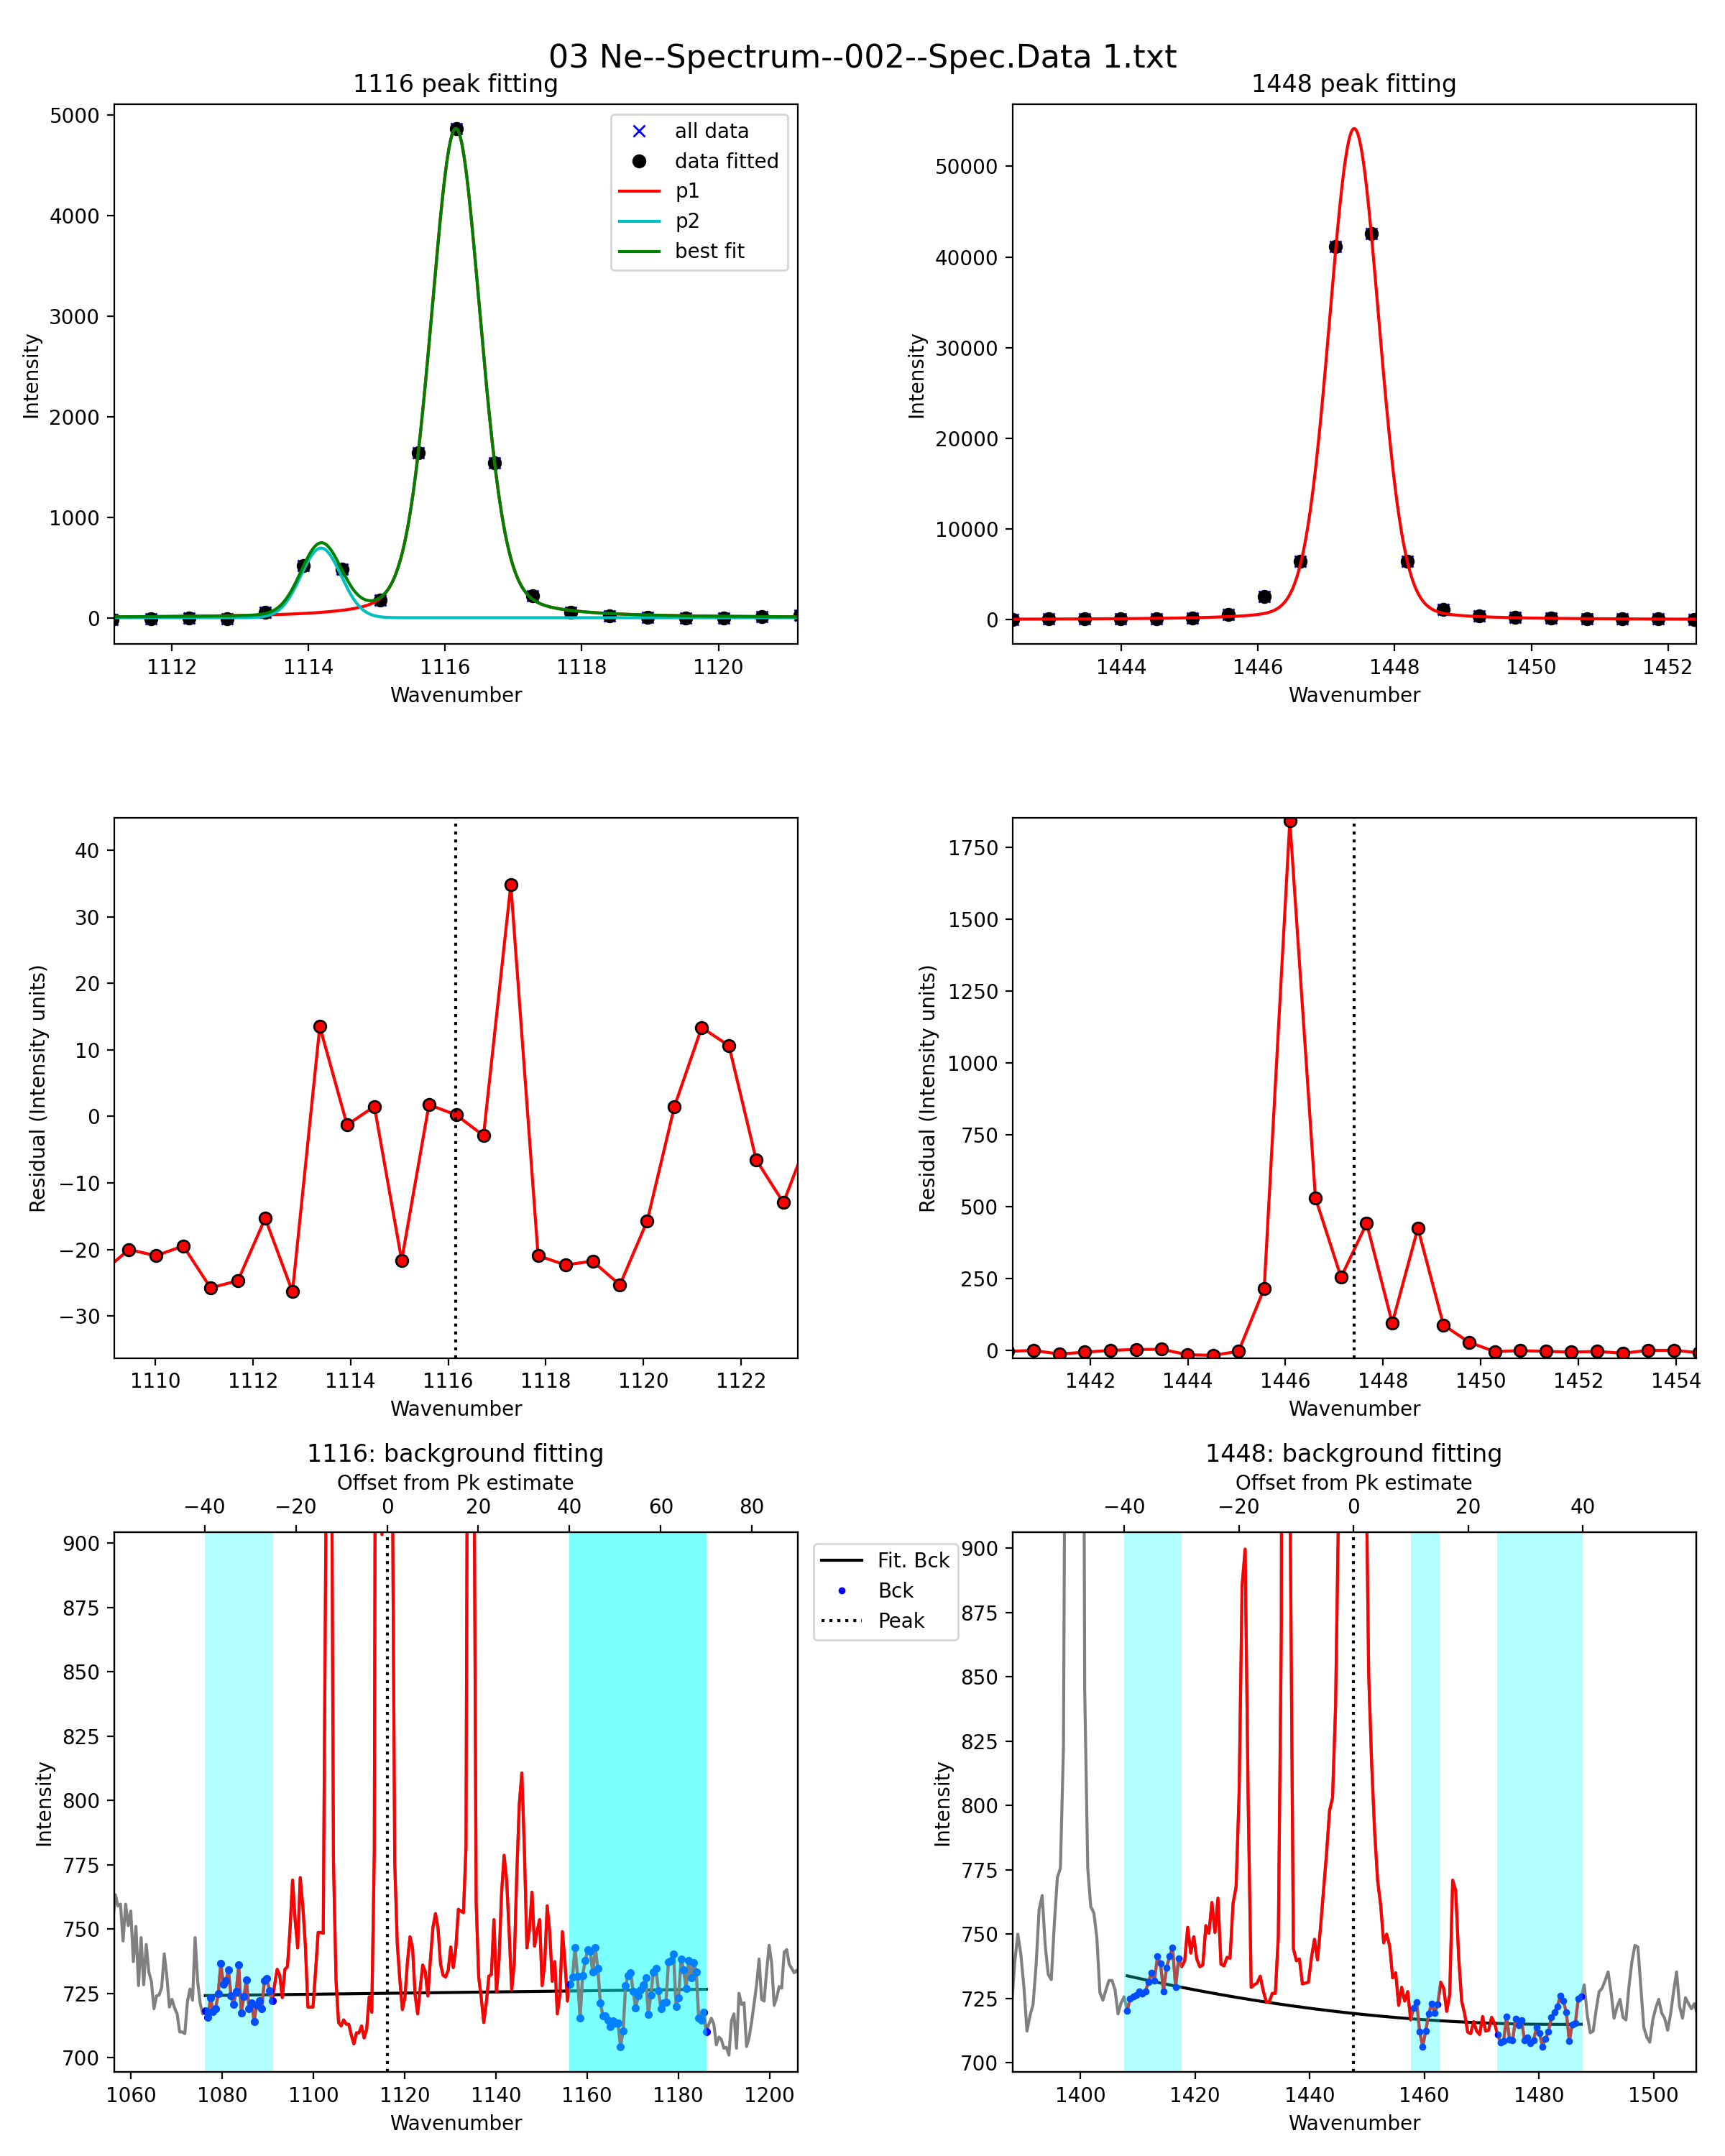 03 Ne--Spectrum--002--Spec.Data 1.txt
1116 peak fitting
5000
4000
3000
2000
1000
0
Intensity
all data
data fitted
p1
p2
best fit
1112 1114 1116 1118 1120
Wavenumber
1448 peak fitting
50000
40000
30000
20000
10000
0
Intensity
1444 1446 1448 1450 1452
Wavenumber
40
30
20
10
0
−10
−20
−30
Residual (Intensity units)
1110 1112 1114 1116 1118 1120 1122
Wavenumber
1750
1500
1250
1000
750
500
250
0
Residual (Intensity units)
1442 1444 1446 1448 1450 1452 1454
Wavenumber
1116: background fitting
Offset from Pk estimate
−40 −20 0 20 40 60 80
900
875
850
825
800
775
750
725
700
Intensity
1060 1080 1100 1120 1140 1160 1180 1200
Wavenumber
Fit. Bck
Bck
Peak
1448: background fitting
Offset from Pk estimate
−40 −20 0 20 40
900
875
850
825
800
775
750
725
700
Intensity
1400 1420 1440 1460 1480 1500
Wavenumber